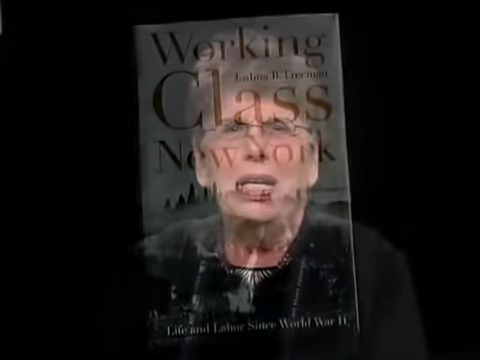 Working
Joshua B. Freeman
Class
New York
Life and Labor Since World War II